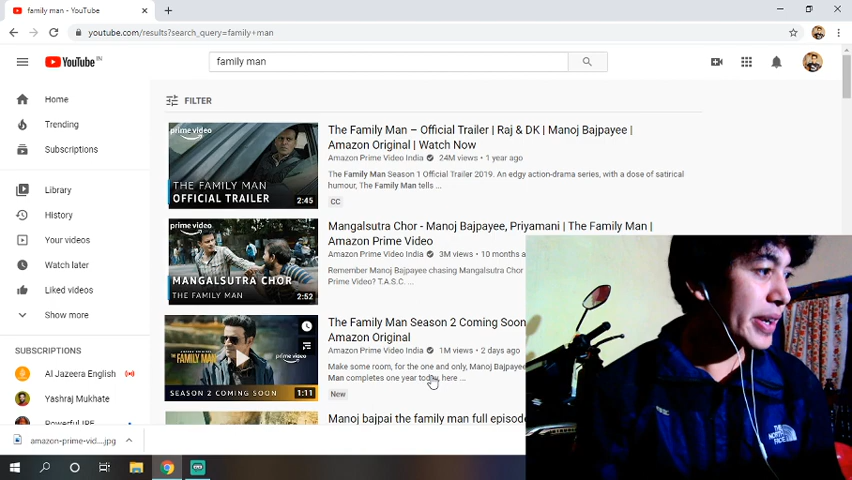 family man - YouTube
youtube.com/results?search_query=family+man
YouTube IN
family man
Home
Trending
Subscriptions
Library
History
Your videos
Watch later
Liked videos
Show more
SUBSCRIPTIONS
Al Jazeera English
Yashraj Mukhate
FILTER
prime video
THE FAMILY MAN
OFFICIAL TRAILER
2:45
The Family Man – Official Trailer | Raj & DK | Manoj Bajpayee |
Amazon Original | Watch Now
Amazon Prime Video India 24M views • 1 year ago
The Family Man Season 1 Official Trailer 2019. An edgy action-drama series, with a dose of satirical
humour, The Family Man tells ...
CC
prime video
MANGALSUTRA CHOR
THE FAMILY MAN
2:52
Mangalsutra Chor - Manoj Bajpayee, Priyamani | The Family Man |
Amazon Prime Video
Amazon Prime Video India 3M views • 10 months a
Remember Manoj Bajpayee chasing Mangalsutra Chor
Prime Video? T.A.S.C. ...
THE FAMILY MAN
prime video
SEASON 2 COMING SOON
1:11
The Family Man Season 2 Coming Soon
Amazon Original
Amazon Prime Video India 1M views • 2 days ago
Make some room, for the one and only, Manoj Bajpayee
Man completes one year today, here ...
New
Manoj bajpai the family man full episode
amazon-prime-vid....jpg
THE
NORTH
FACE